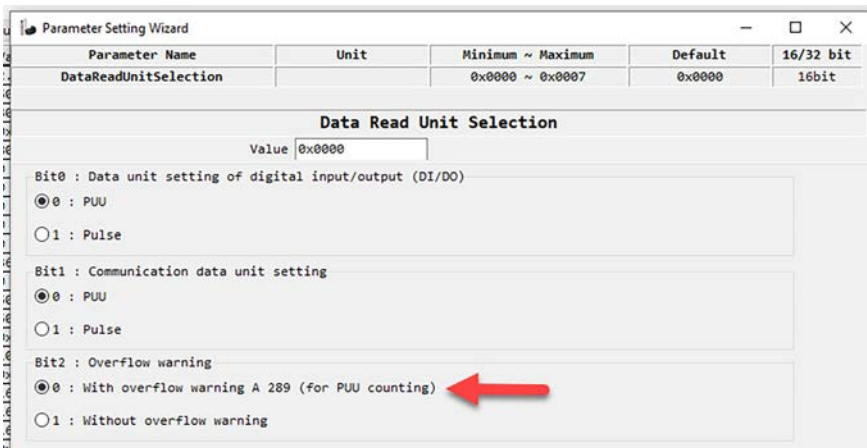 Parameter Setting Wizard
Parameter Name Unit Minimum ~ Maximum Default 16/32 bit
DataReadUnitSelection 0x0000 ~ 0x0007 0x0000 16bit
Data Read Unit Selection
Value 0x0000
Bit0 : Data unit setting of digital input/output (DI/DO)
0 : PUU
1 : Pulse
Bit1 : Communication data unit setting
0 : PUU
1 : Pulse
Bit2 : Overflow warning
0 : With overflow warning A 289 (for PUU counting)
1 : Without overflow warning